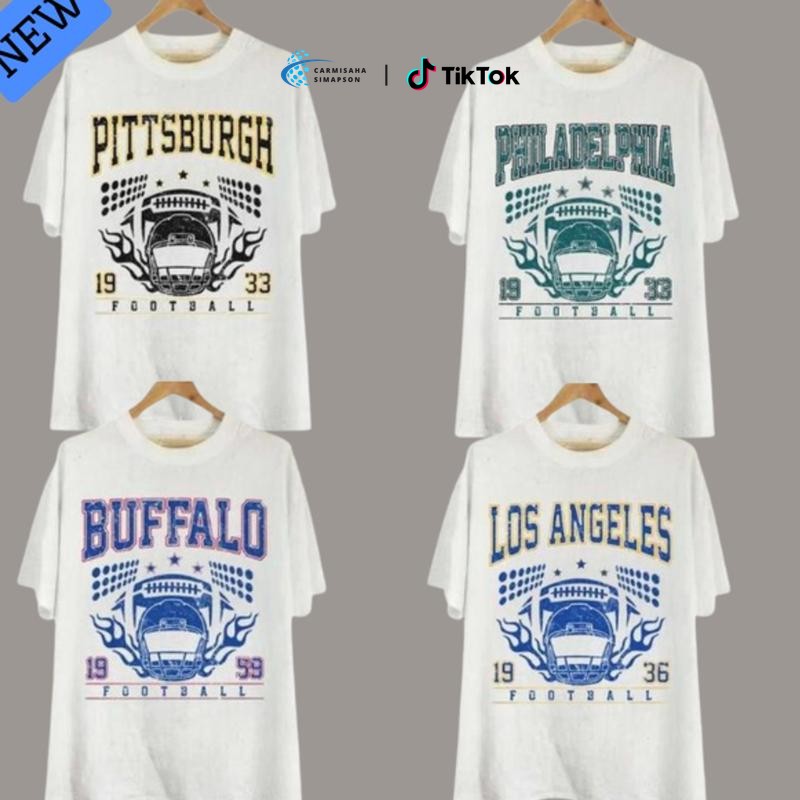 NEW
CARMISAHA
SIMAPSON
| TikTok
PITTSBURGH
19 33
FOOTBALL
PHILADELPHIA
19 33
FOOTBALL
BUFFALO
19 59
FOOTBALL
LOS ANGELES
19 36
FOOTBALL